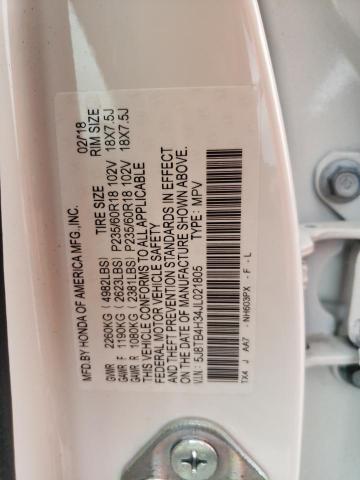 MFD.BY HONDA OF AMERICA MFG.,INC. 02/18
TIRE SIZE RIM SIZE
GVWR 2260KG (4982LBS)
GAWR F 1190KG (2623LBS) P235/60R18 102V 18X7.5J
GAWR R 1080KG (2381LBS) P235/60R18 102V 18X7.5J
THIS VEHICLE CONFORMS TO ALL APPLICABLE
FEDERAL MOTOR VEHICLE SAFETY
AND THEFT PREVENTION STANDARDS IN EFFECT
ON THE DATE OF MANUFACTURE SHOWN ABOVE.
V.I.N.: 5J8TB4H34JL021805 TYPE: MPV
TX4 J AA7 - NH603PX - F - L